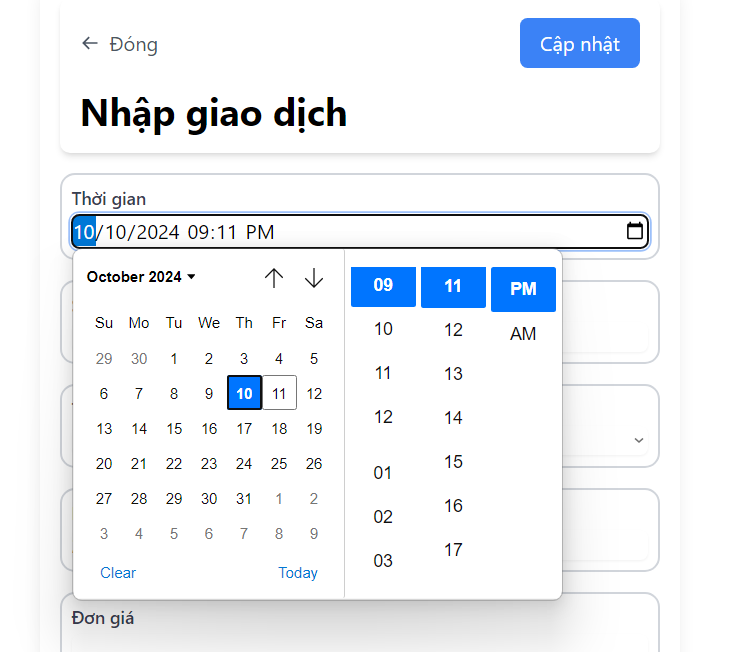 ← Đóng
Cập nhật
Nhập giao dịch
Thời gian
10/10/2024 09:11 PM
October 2024
Su Mo Tu We Th Fr Sa
29 30 1 2 3 4 5
6 7 8 9 10 11 12
13 14 15 16 17 18 19
20 21 22 23 24 25 26
27 28 29 30 31 1 2
3 4 5 6 7 8 9
Clear Today
09 11 PM
10 12 AM
11 13
12 14
01 15
02 16
03 17
Đơn giá